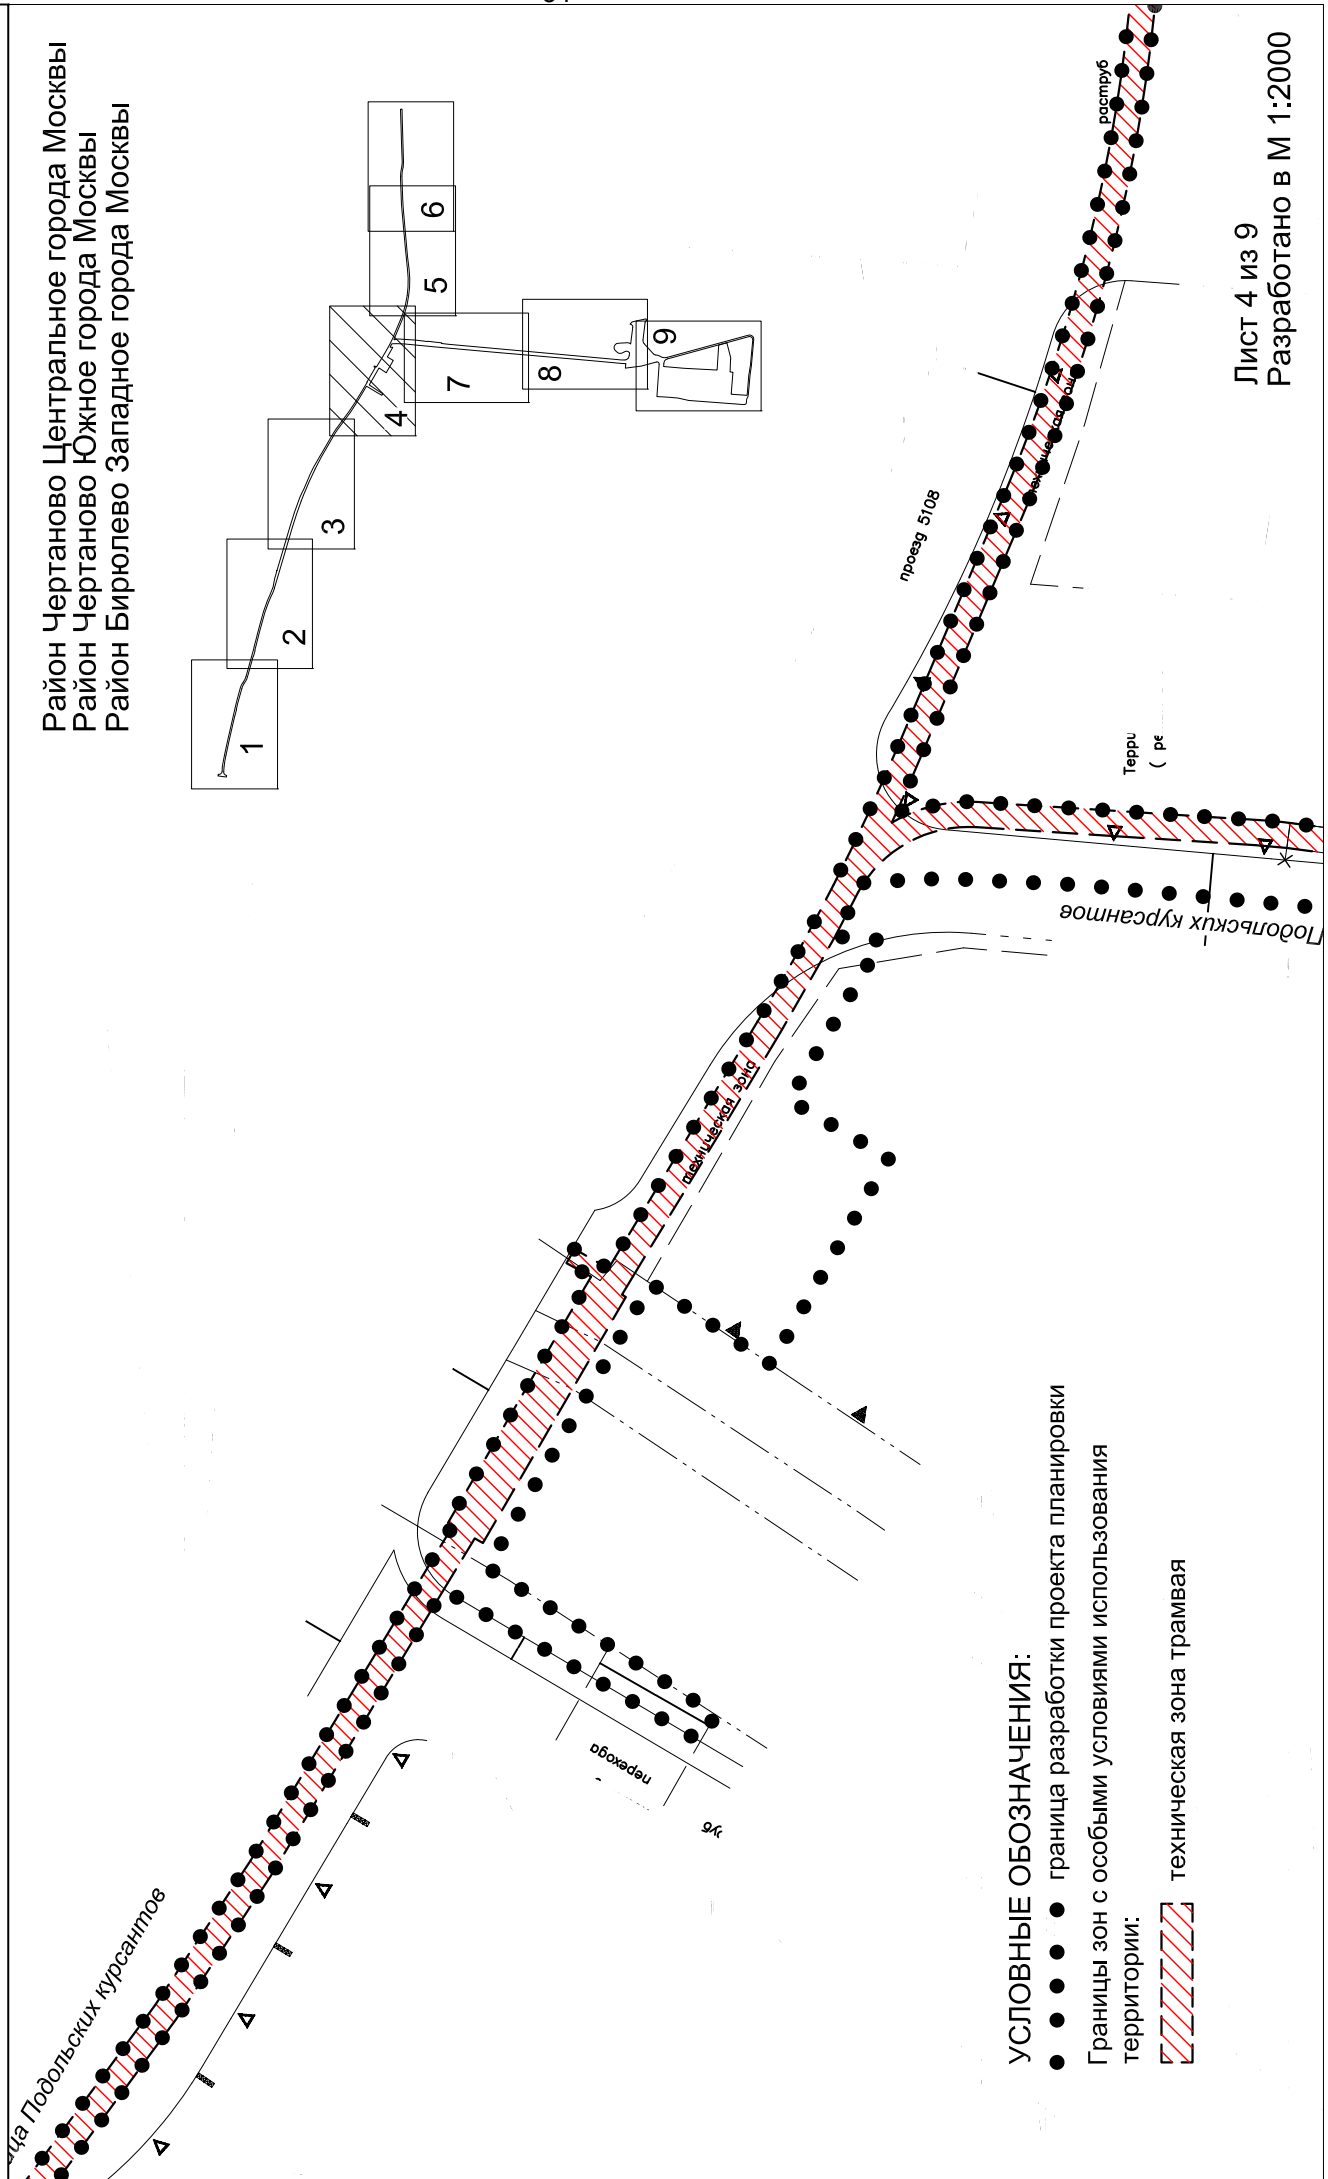 Район Чертаново Центральное города Москвы
Район Чертаново Южное города Москвы
Район Бирюлево Западное города Москвы
1
2
3
4
5
6
7
8
9
раструб
проезд 5108
техническая зона
Подольских курсантов
Подольских курсантов
перехода
Лист 4 из 9
Разработано в М 1:2000
УСЛОВНЫЕ ОБОЗНАЧЕНИЯ:
граница разработки проекта планировки
Границы зон с особыми условиями использования
территории:
техническая зона трамвая